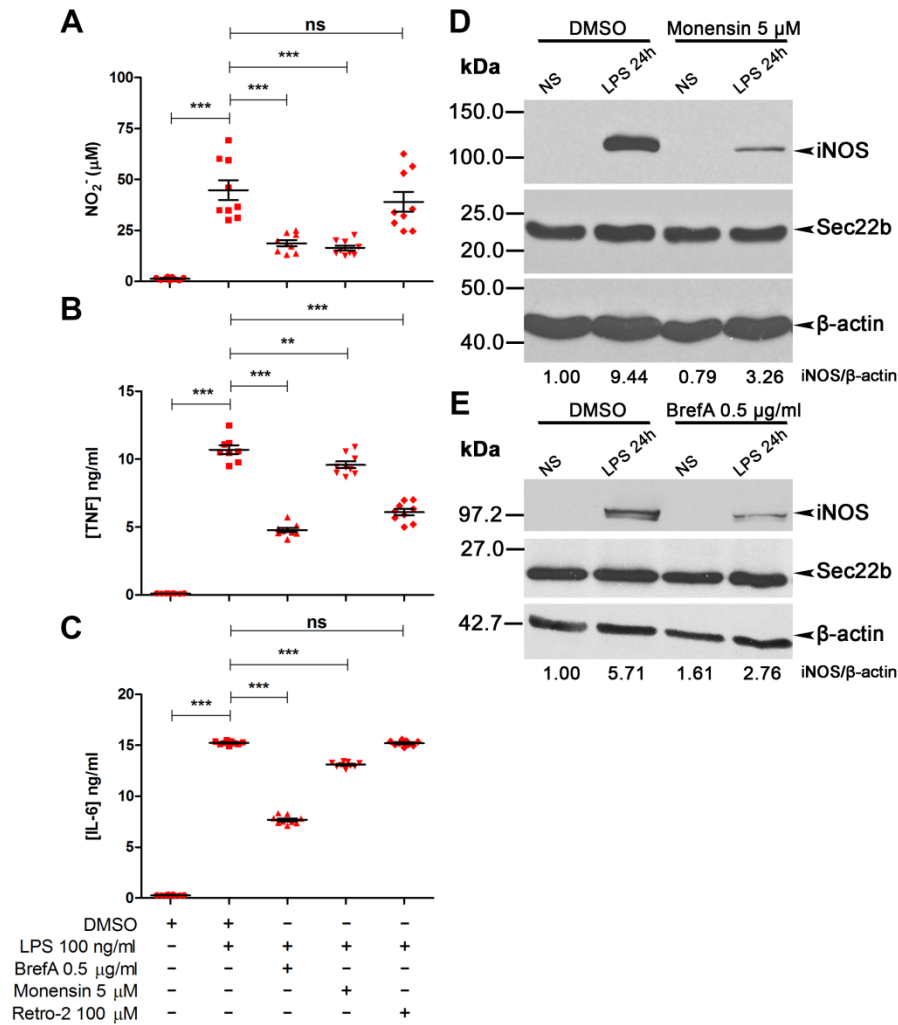 A
ns
***
***
***
100
75
50
25
0
NO₂⁻ (μM)
B
***
**
***
***
15
10
5
0
[TNF] ng/ml
C
ns
***
***
***
20
15
10
5
0
[IL-6] ng/ml
DMSO + + − − −
LPS 100 ng/ml − + + + +
BrefA 0.5 μg/ml − − + − −
Monensin 5 μM − − − + −
Retro-2 100 μM − − − − +
D
DMSO Monensin 5 μM
kDa NS LPS 24h NS LPS 24h
150.0
100.0 iNOS
25.0 Sec22b
20.0
50.0
β-actin
40.0
1.00 9.44 0.79 3.26 iNOS/β-actin
E
DMSO BrefA 0.5 μg/ml
kDa NS LPS 24h NS LPS 24h
97.2 iNOS
27.0
Sec22b
42.7 β-actin
1.00 5.71 1.61 2.76 iNOS/β-actin